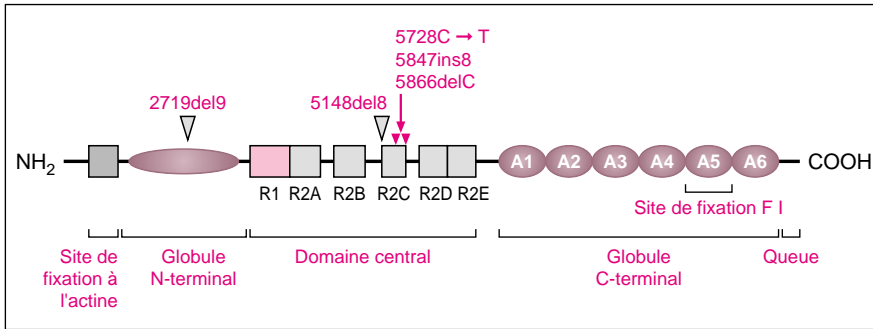 5728C → T
5847ins8
5866delC
2719del9
5148del8
NH2
A1 A2 A3 A4 A5 A6
COOH
R1 R2A R2B R2C R2D R2E
Site de fixation F I
Site de
fixation à
l'actine
Globule
N-terminal
Domaine central
Globule
C-terminal
Queue